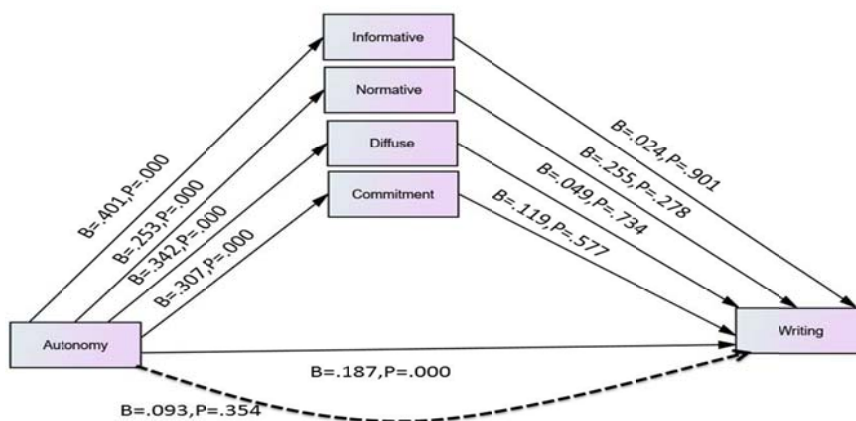 Informative
Normative
Diffuse
Commitment
B=.401,P=.000
B=.253,P=.000
B=.342,P=.000
B=.307,P=.000
B=.024,P=.901
B=.255,P=.278
B=.049,P=.734
B=.119,P=.577
Autonomy
Writing
B=.187,P=.000
B=.093,P=.354